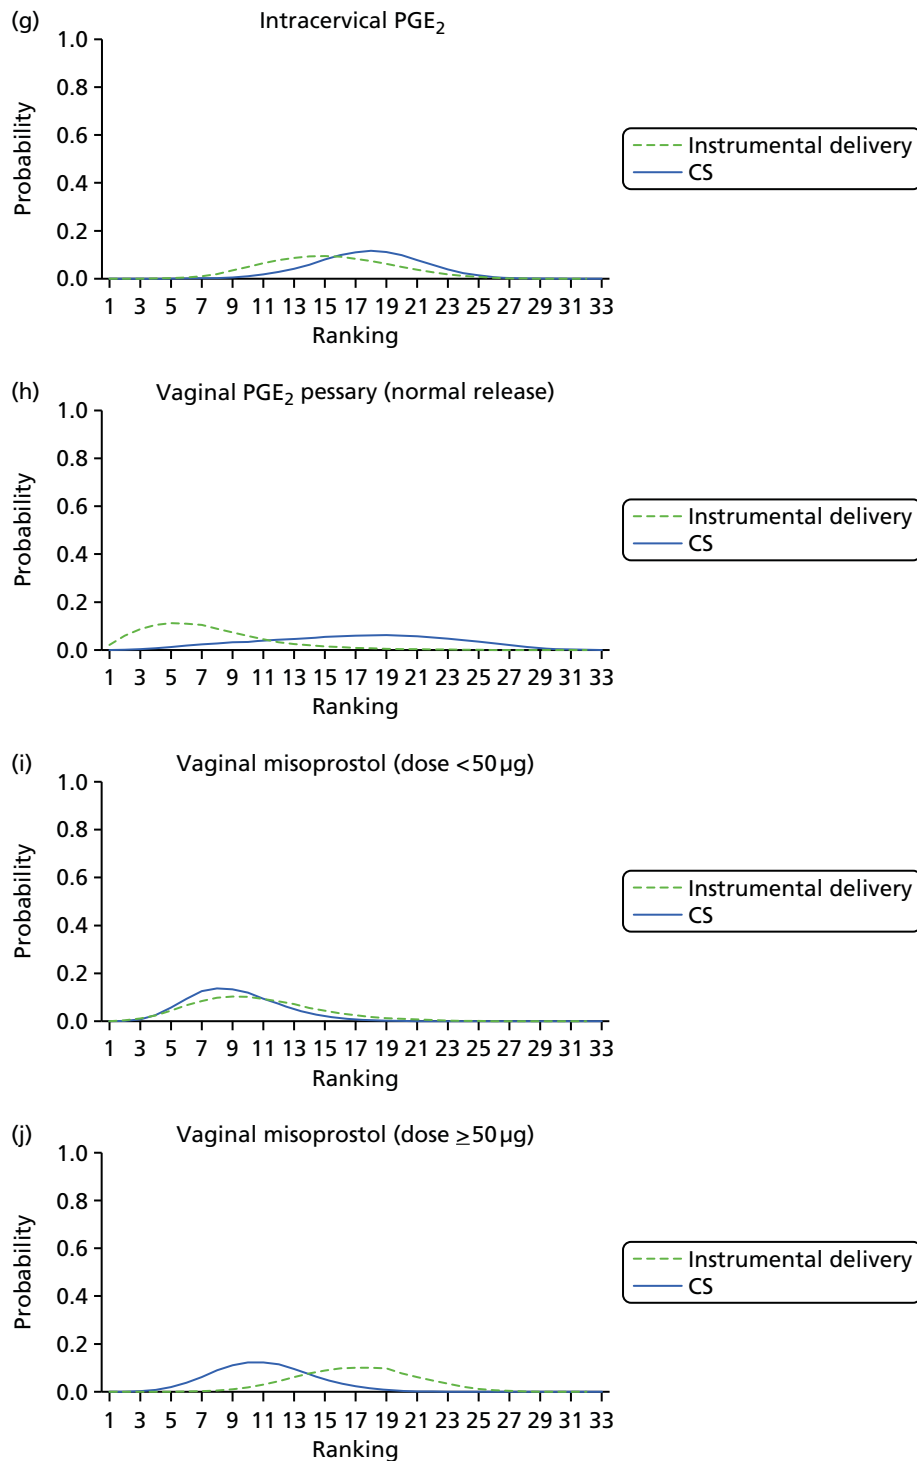 (g) Intracervical PGE2
1.0
0.8
0.6
0.4
0.2
0.0
Probability
1 3 5 7 9 11 13 15 17 19 21 23 25 27 29 31 33
Ranking
Instrumental delivery
CS
(h) Vaginal PGE2 pessary (normal release)
1.0
0.8
0.6
0.4
0.2
0.0
Probability
1 3 5 7 9 11 13 15 17 19 21 23 25 27 29 31 33
Ranking
Instrumental delivery
CS
(i) Vaginal misoprostol (dose <50µg)
1.0
0.8
0.6
0.4
0.2
0.0
Probability
1 3 5 7 9 11 13 15 17 19 21 23 25 27 29 31 33
Ranking
Instrumental delivery
CS
(j) Vaginal misoprostol (dose ≥50µg)
1.0
0.8
0.6
0.4
0.2
0.0
Probability
1 3 5 7 9 11 13 15 17 19 21 23 25 27 29 31 33
Ranking
Instrumental delivery
CS